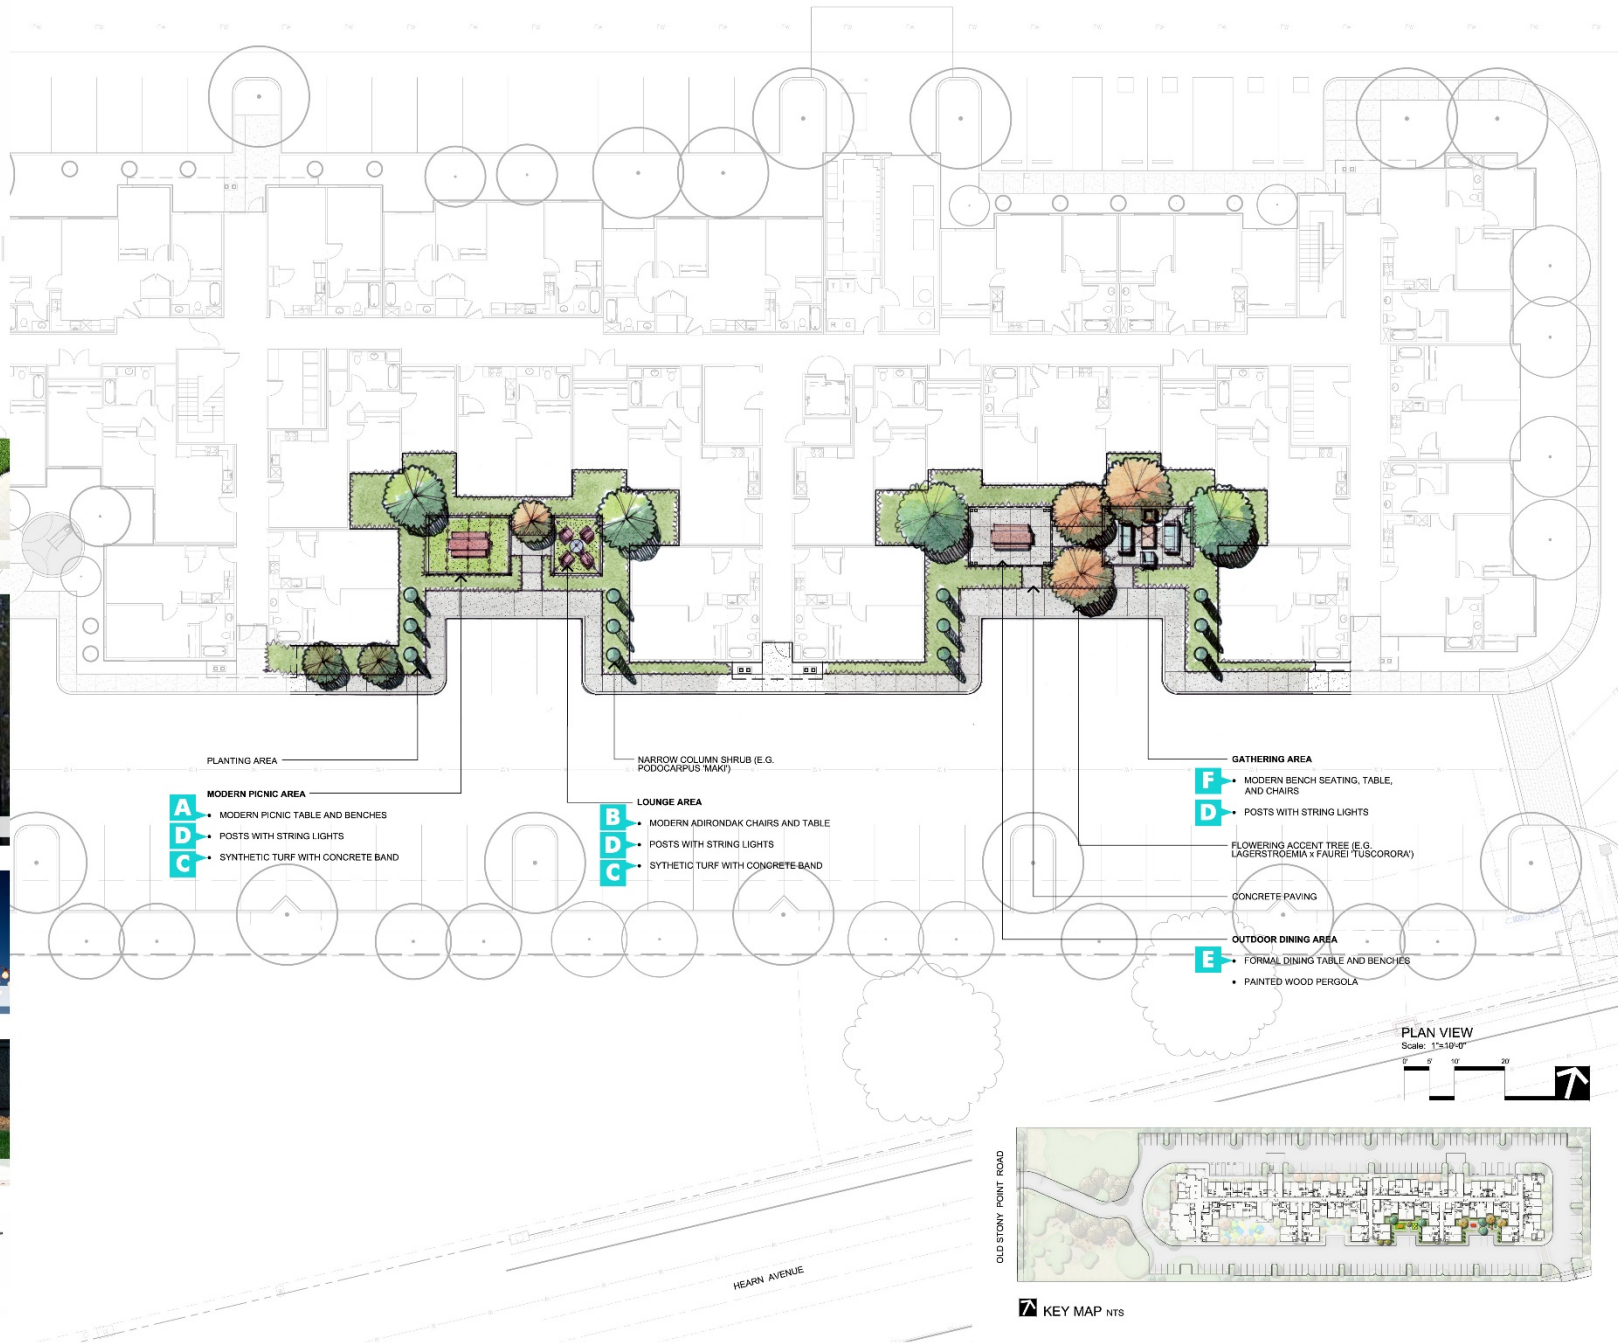 PLANTING AREA
A
D
C
MODERN PICNIC AREA
• MODERN PICNIC TABLE AND BENCHES
• POSTS WITH STRING LIGHTS
• SYNTHETIC TURF WITH CONCRETE BAND
NARROW COLUMN SHRUB (E.G.
PODOCARPUS 'MAKI')
B
D
C
LOUNGE AREA
• MODERN ADIRONDAK CHAIRS AND TABLE
• POSTS WITH STRING LIGHTS
• SYTHETIC TURF WITH CONCRETE BAND
GATHERING AREA
F
• MODERN BENCH SEATING, TABLE,
AND CHAIRS
D
• POSTS WITH STRING LIGHTS
FLOWERING ACCENT TREE (E.G.
LAGERSTROEMIA x FAUREI 'TUSCORORA')
CONCRETE PAVING
OUTDOOR DINING AREA
E
• FORMAL DINING TABLE AND BENCHES
• PAINTED WOOD PERGOLA
PLAN VIEW
Scale: 1"=10'-0"
0' 5' 10' 20'
OLD STONY POINT ROAD
HEARN AVENUE
KEY MAP NTS